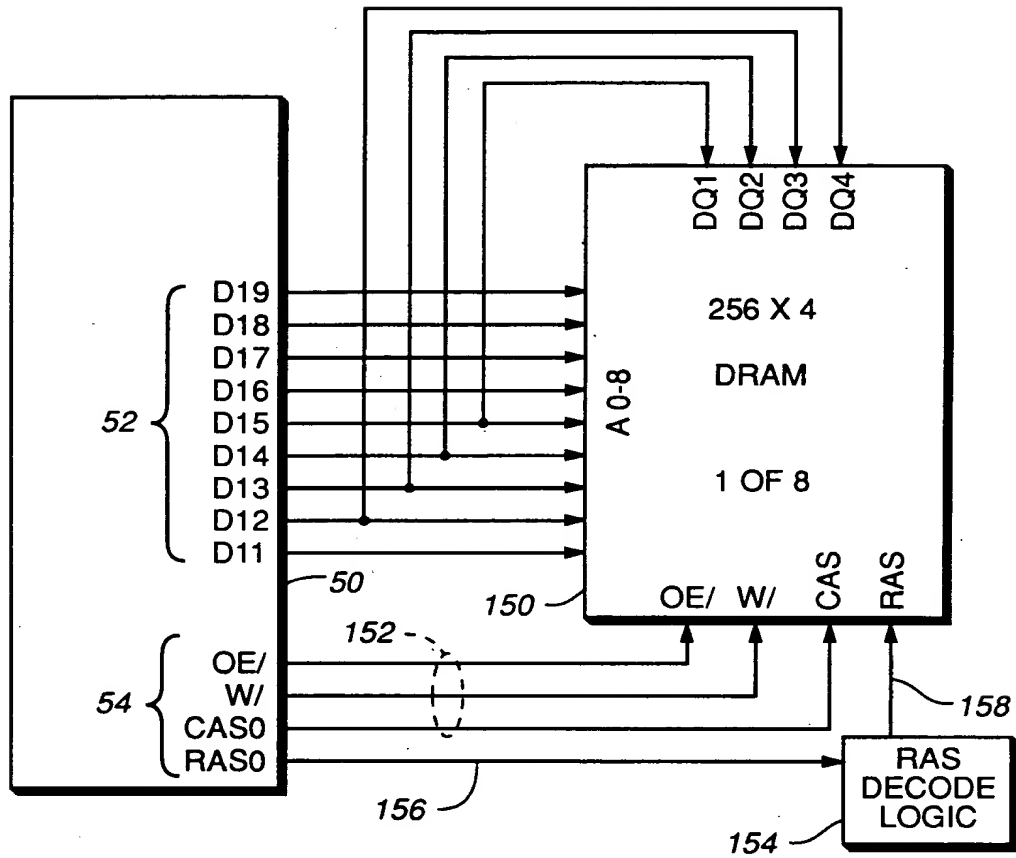 DQ1
DQ2
DQ3
DQ4
D19
D18
D17
D16
D15
D14
D13
D12
D11
52
A 0-8
256 X 4
DRAM
1 OF 8
50
150
OE/
W/
CAS
RAS
152
54
OE/
W/
CAS0
RAS0
156
158
RAS
DECODE
LOGIC
154